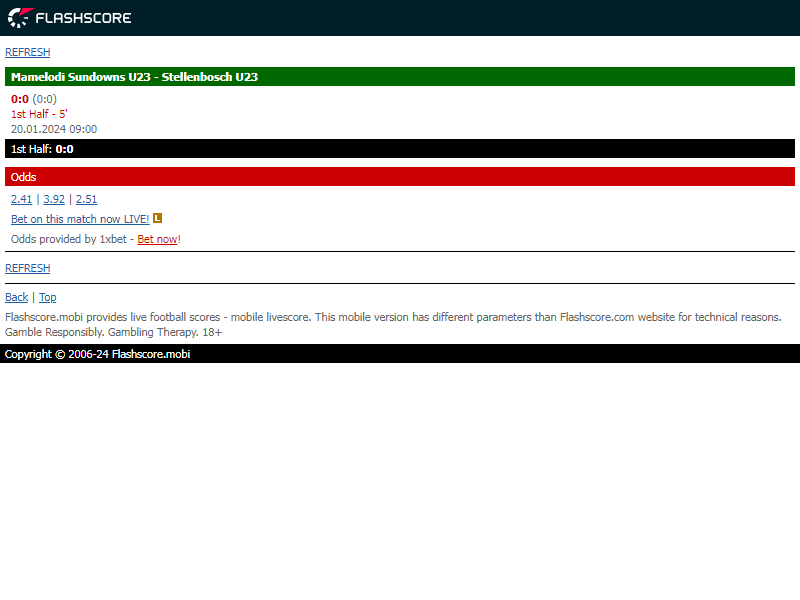 FLASHSCORE
REFRESH
Mamelodi Sundowns U23 - Stellenbosch U23
0:0 (0:0)
1st Half - 5'
20.01.2024 09:00
1st Half: 0:0
Odds
2.41 | 3.92 | 2.51
Bet on this match now LIVE! L
Odds provided by 1xbet - Bet now!
REFRESH
Back | Top
Flashscore.mobi provides live football scores - mobile livescore. This mobile version has different parameters than Flashscore.com website for technical reasons.
Gamble Responsibly. Gambling Therapy. 18+
Copyright © 2006-24 Flashscore.mobi